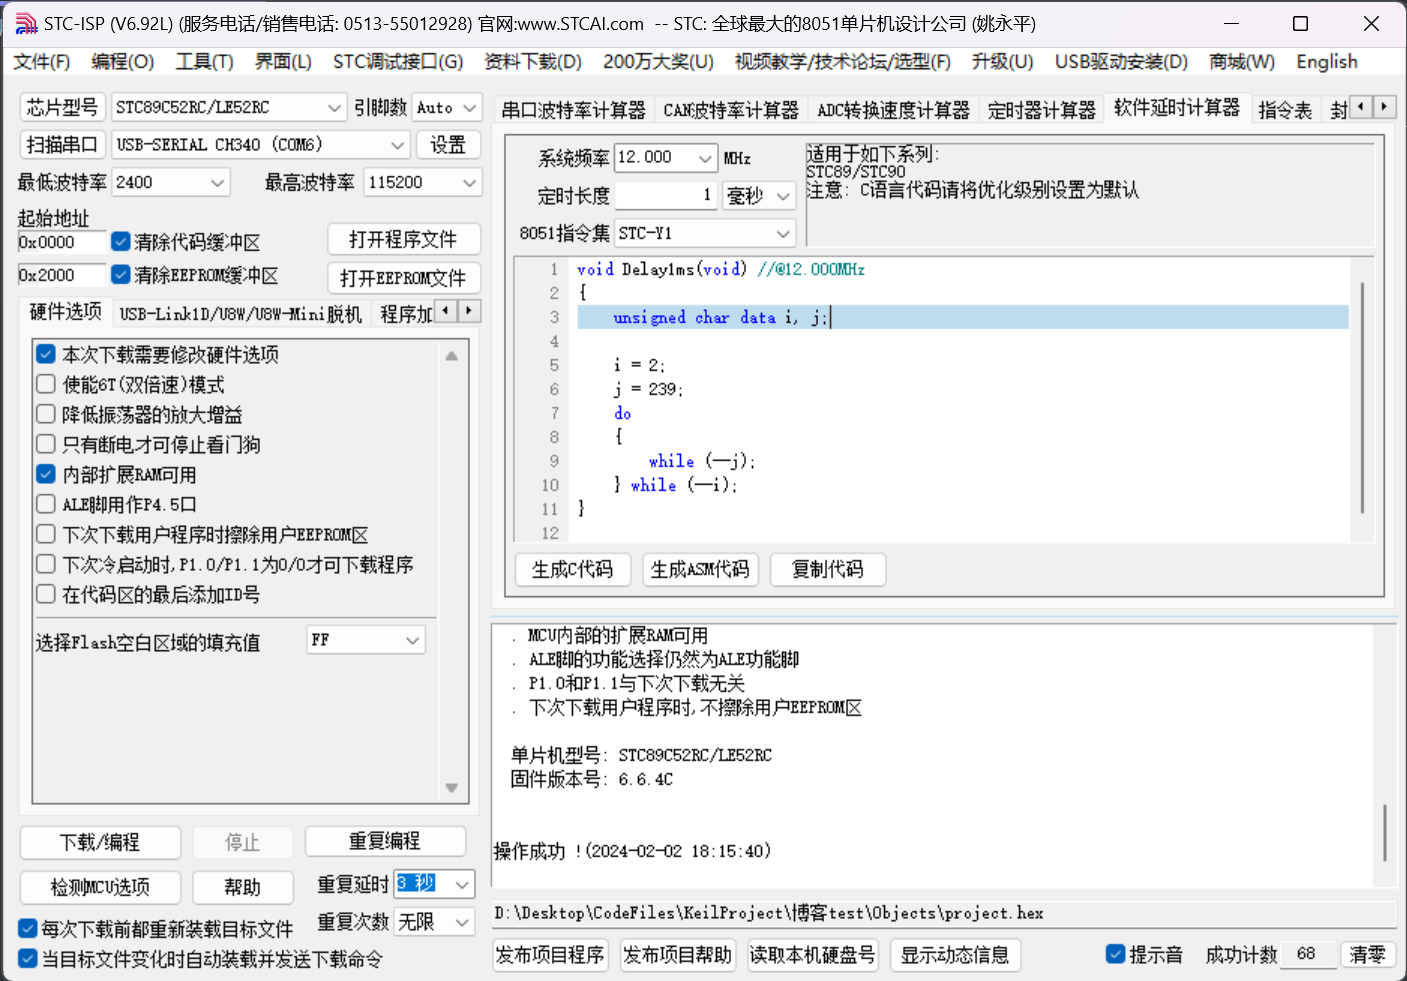 STC-ISP (V6.92L) (服务电话/销售电话: 0513-55012928) 官网:www.STCAI.com -- STC: 全球最大的8051单片机设计公司 (姚永平)
文件(F) 编程(O) 工具(T) 界面(L) STC调试接口(G) 资料下载(D) 200万大奖(U) 视频教学/技术论坛/选型(F) 升级(U) USB驱动安装(D) 商城(W) English
芯片型号 STC89C52RC/LE52RC 引脚数 Auto
扫描串口 USB-SERIAL CH340 (COM6) 设置
最低波特率 2400 最高波特率 115200
起始地址
0x0000 清除代码缓冲区 打开程序文件
0x2000 清除EEPROM缓冲区 打开EEPROM文件
硬件选项 USB-Link1D/U8W/U8W-Mini脱机 程序加
本次下载需要修改硬件选项
使能6T(双倍速)模式
降低振荡器的放大增益
只有断电才可停止看门狗
内部扩展RAM可用
ALE脚用作P4.5口
下次下载用户程序时擦除用户EEPROM区
下次冷启动时,P1.0/P1.1为0/0才可下载程序
在代码区的最后添加ID号
选择Flash空白区域的填充值 FF
下载/编程 停止 重复编程
检测MCU选项 帮助 重复延时 3 秒
重复次数 无限
每次下载前都重新装载目标文件
当目标文件变化时自动装载并发送下载命令
串口波特率计算器 CAN波特率计算器 ADC转换速度计算器 定时器计算器 软件延时计算器 指令表 封
系统频率 12.000 MHz
定时长度 1 毫秒
8051指令集 STC-Y1
适用于如下系列:
STC89/STC90
注意: C语言代码请将优化级别设置为默认
1 void Delay1ms(void) //@12.000MHz
2 {
3 unsigned char data i, j;
4
5 i = 2;
6 j = 239;
7 do
8 {
9 while (--j);
10 } while (--i);
11 }
12
生成C代码 生成ASM代码 复制代码
. MCU内部的扩展RAM可用
. ALE脚的功能选择仍然为ALE功能脚
. P1.0和P1.1与下次下载无关
. 下次下载用户程序时,不擦除用户EEPROM区
单片机型号: STC89C52RC/LE52RC
固件版本号: 6.6.4C
操作成功 !(2024-02-02 18:15:40)
D:\Desktop\CodeFiles\KeilProject\博客test\Objects\project.hex
发布项目程序 发布项目帮助 读取本机硬盘号 显示动态信息 提示音 成功计数 68 清零